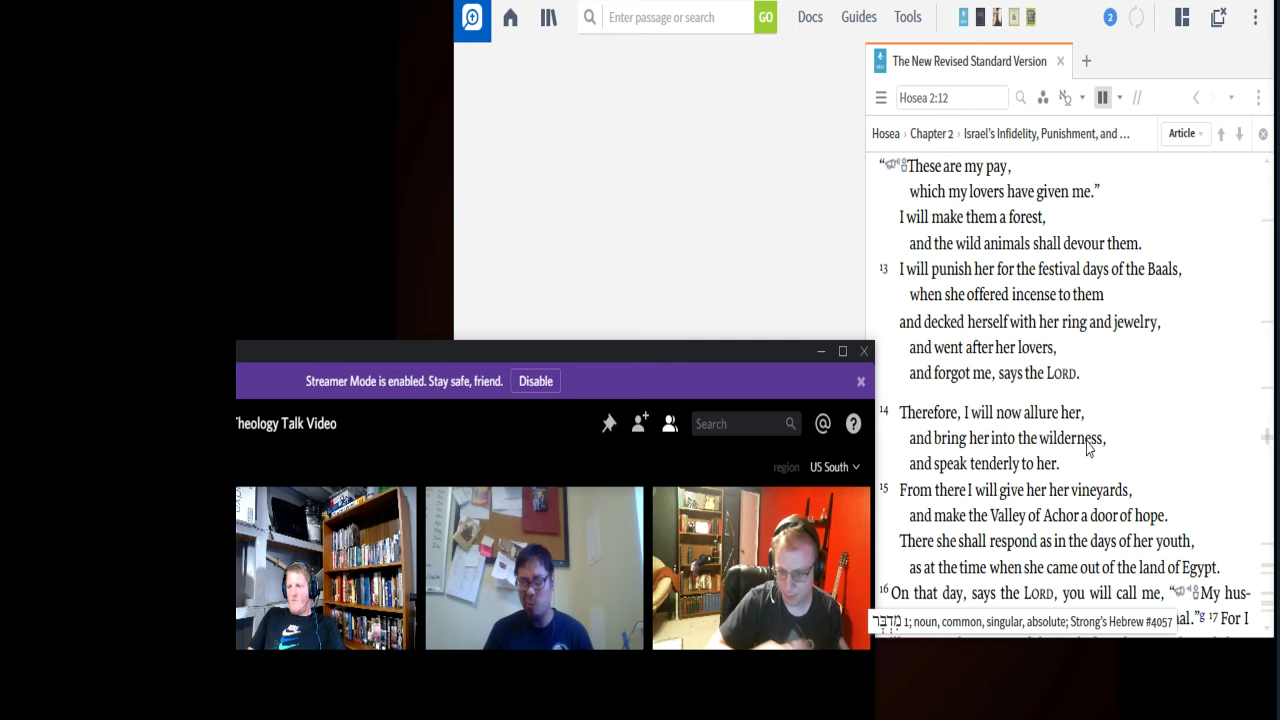 Enter passage or search
GO
Docs
Guides
Tools
2
The New Revised Standard Version
Hosea 2:12
Hosea › Chapter 2 › Israel's Infidelity, Punishment, and ...
Article
“These are my pay,
which my lovers have given me.”
I will make them a forest,
and the wild animals shall devour them.
13 I will punish her for the festival days of the Baals,
when she offered incense to them
and decked herself with her ring and jewelry,
and went after her lovers,
and forgot me, says the LORD.
14 Therefore, I will now allure her,
and bring her into the wilderness,
and speak tenderly to her.
15 From there I will give her her vineyards,
and make the Valley of Achor a door of hope.
There she shall respond as in the days of her youth,
as at the time when she came out of the land of Egypt.
16 On that day, says the LORD, you will call me, “My hus-
al.”g 17 For I
מִדְבָּר 1; noun, common, singular, absolute; Strong's Hebrew #4057
Streamer Mode is enabled. Stay safe, friend.
Disable
Theology Talk Video
Search
region
US South